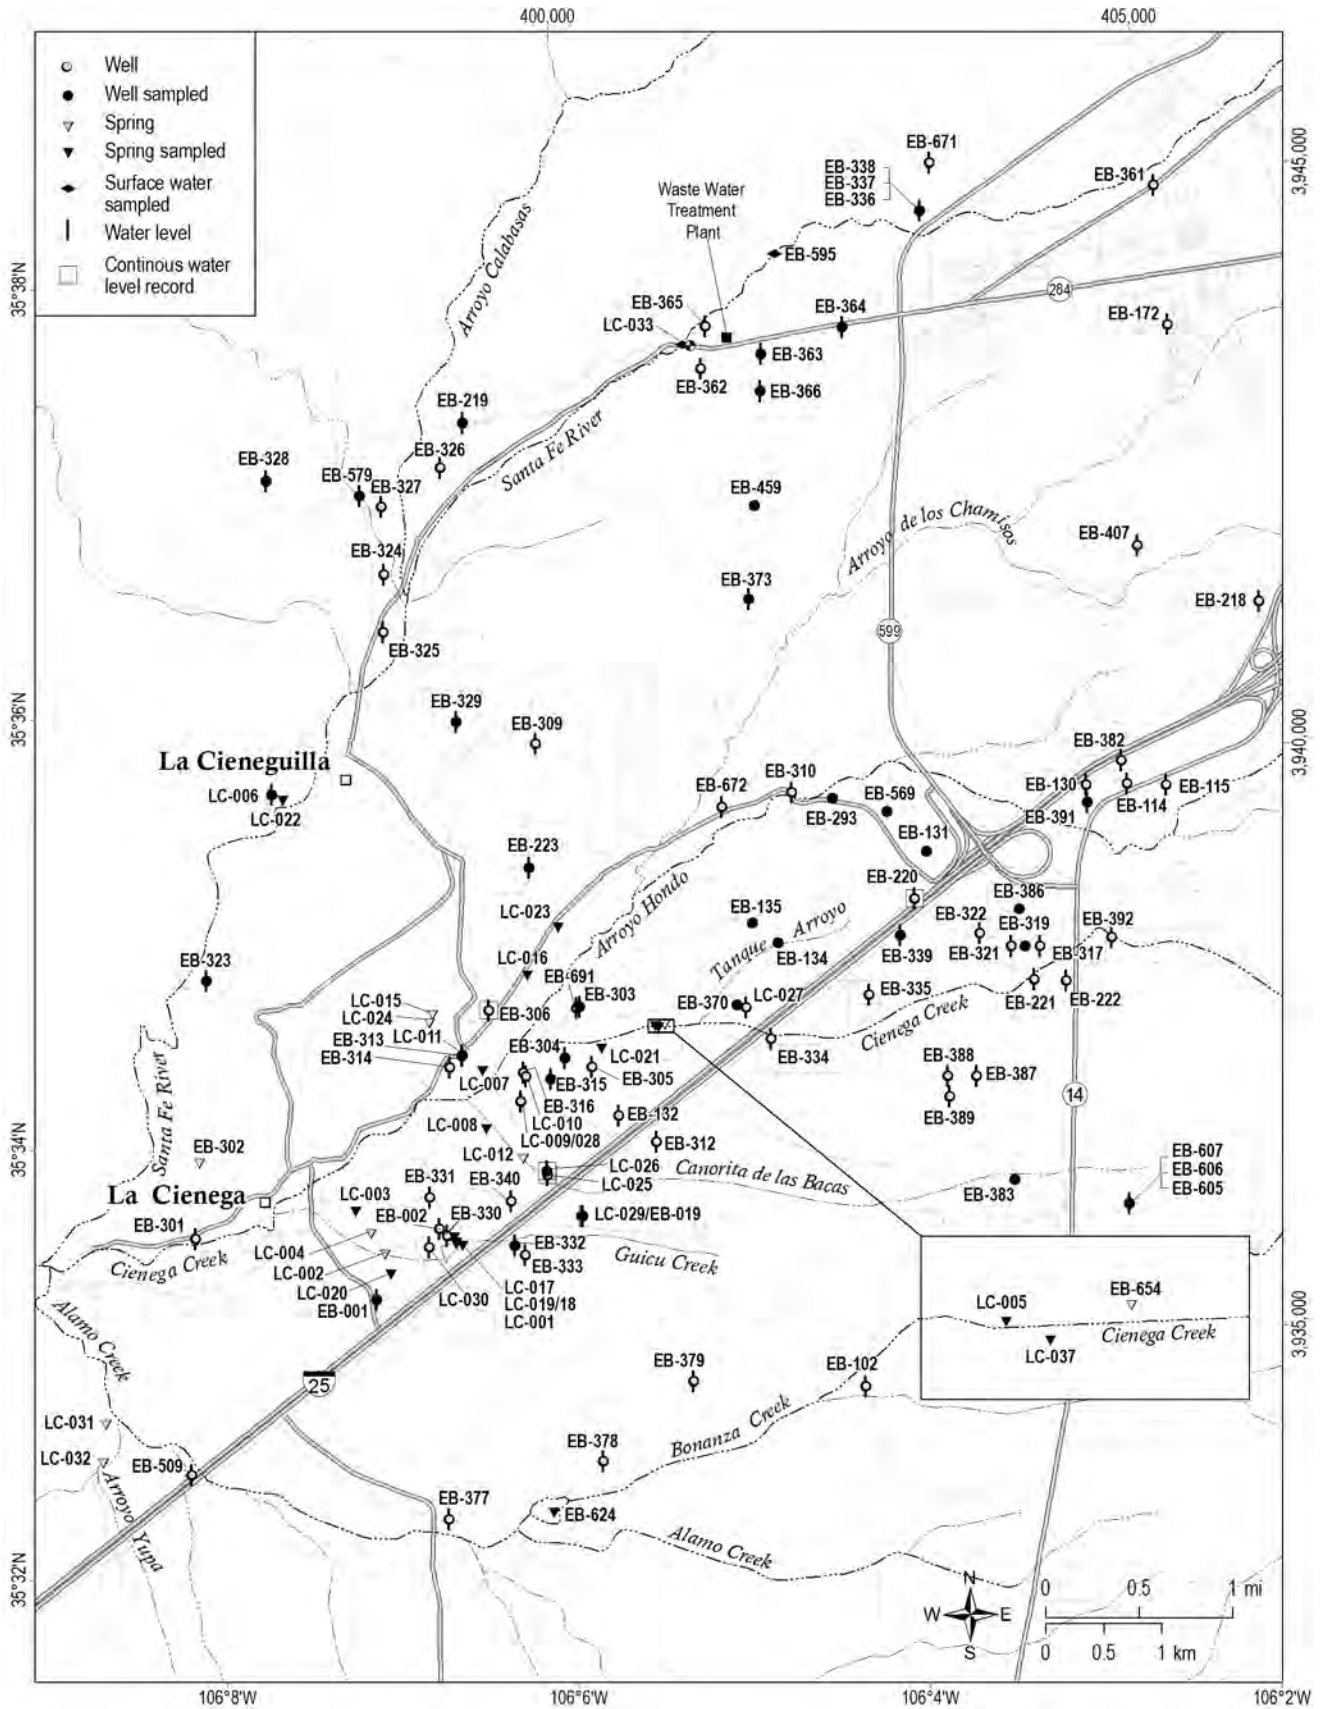 400,000
405,000
Well
Well sampled
Spring
Spring sampled
Surface water
sampled
Water level
Continous water
level record
EB-671
EB-338
EB-337
EB-336
EB-361
3,945,000
Waste Water
Treatment
Plant
Arroyo Calabasas
EB-595
35°38'N
284
EB-365
LC-033
EB-364
EB-172
EB-363
EB-362
EB-366
EB-219
Santa Fe River
EB-326
EB-328
EB-579
EB-327
EB-459
Arroyo de los Chamisos
EB-407
EB-324
EB-373
EB-218
599
EB-325
35°36'N
EB-329
EB-309
EB-382
3,940,000
La Cieneguilla
EB-672
EB-310
EB-130
EB-115
LC-006
EB-569
EB-114
LC-022
EB-293
EB-391
EB-131
EB-223
EB-220
EB-386
Arroyo Hondo
LC-023
EB-135
Tanque Arroyo
EB-322
EB-319
EB-392
EB-134
EB-339
EB-321
EB-317
EB-323
LC-016
EB-691
EB-303
EB-370
LC-027
EB-335
EB-221
EB-222
LC-015
LC-024
EB-306
Cienega Creek
LC-011
EB-313
EB-314
EB-304
LC-021
EB-334
EB-388
LC-007
EB-315
EB-305
EB-387
EB-316
EB-389
14
LC-010
EB-132
LC-008
LC-009/028
Santa Fe River
35°34'N
EB-302
LC-012
EB-312
EB-607
EB-606
EB-605
LC-026
LC-025
Canorita de las Bacas
EB-331
EB-340
EB-383
La Cienega
LC-003
EB-002
EB-330
LC-029/EB-019
EB-301
LC-004
EB-332
Guicu Creek
Cienega Creek
LC-002
EB-333
LC-020
LC-017
EB-001
LC-030
LC-019/18
LC-001
EB-654
LC-005
Cienega Creek
LC-037
3,935,000
Alamo Creek
25
EB-379
EB-102
LC-031
Bonanza Creek
LC-032
EB-509
EB-378
Arroyo Yupa
EB-377
EB-624
Alamo Creek
35°32'N
N
W E
S
0 0.5 1 mi
0 0.5 1 km
106°8'W
106°6'W
106°4'W
106°2'W